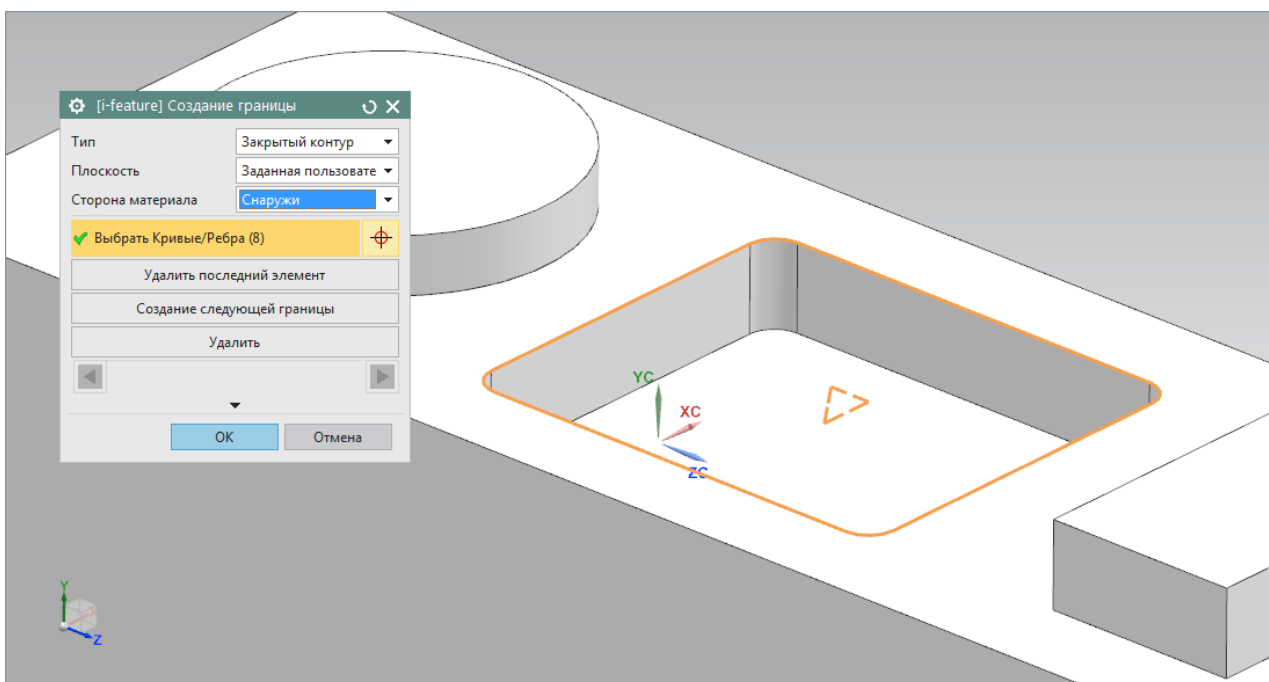 [i-feature] Создание границы
Тип Закрытый контур
Плоскость Заданная пользовате
Сторона материала Снаружи
Выбрать Кривые/Ребра (8)
Удалить последний элемент
Создание следующей границы
Удалить
OK Отмена
YC
XC
ZC
Y
Z